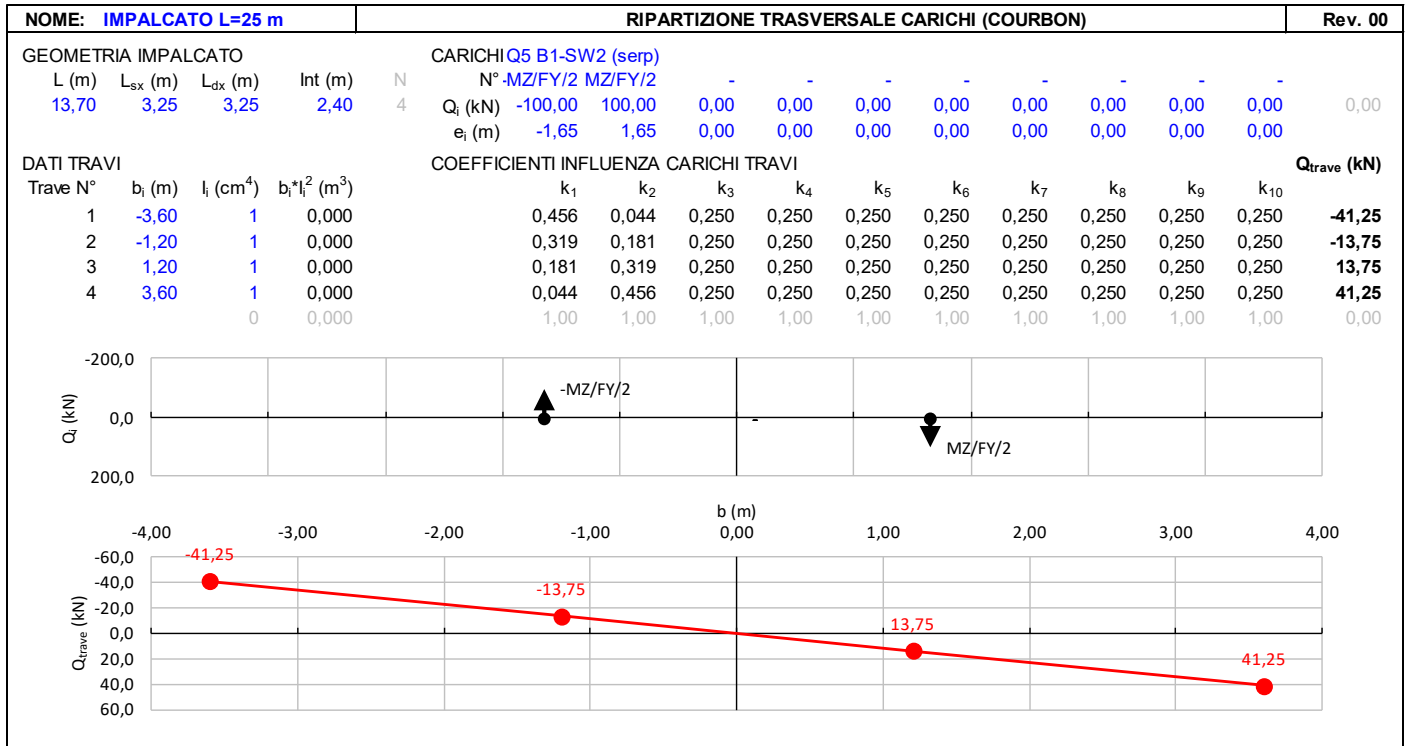 NOME: IMPALCATO L=25 m RIPARTIZIONE TRASVERSALE CARICHI (COURBON) Rev. 00
GEOMETRIA IMPALCATO CARICHI Q5 B1-SW2 (serp)
L (m) Lsx (m) Ldx (m) Int (m) N N° -MZ/FY/2 MZ/FY/2 - - - - - - - -
13,70 3,25 3,25 2,40 4 Qi (kN) -100,00 100,00 0,00 0,00 0,00 0,00 0,00 0,00 0,00 0,00 0,00
ei (m) -1,65 1,65 0,00 0,00 0,00 0,00 0,00 0,00 0,00 0,00
DATI TRAVI COEFFICIENTI INFLUENZA CARICHI TRAVI Qtrave (kN)
Trave N° bi (m) Ii (cm4) bi*Ii2 (m3) k1 k2 k3 k4 k5 k6 k7 k8 k9 k10
1 -3,60 1 0,000 0,456 0,044 0,250 0,250 0,250 0,250 0,250 0,250 0,250 0,250 -41,25
2 -1,20 1 0,000 0,319 0,181 0,250 0,250 0,250 0,250 0,250 0,250 0,250 0,250 -13,75
3 1,20 1 0,000 0,181 0,319 0,250 0,250 0,250 0,250 0,250 0,250 0,250 0,250 13,75
4 3,60 1 0,000 0,044 0,456 0,250 0,250 0,250 0,250 0,250 0,250 0,250 0,250 41,25
0 0,000 1,00 1,00 1,00 1,00 1,00 1,00 1,00 1,00 1,00 1,00 0,00
-200,0
-MZ/FY/2
Qi (kN)
0,0
-
MZ/FY/2
200,0
b (m)
-4,00 -3,00 -2,00 -1,00 0,00 1,00 2,00 3,00 4,00
-41,25
-60,0
-40,0
-13,75
-20,0
Qtrave (kN)
0,0
13,75
20,0
41,25
40,0
60,0